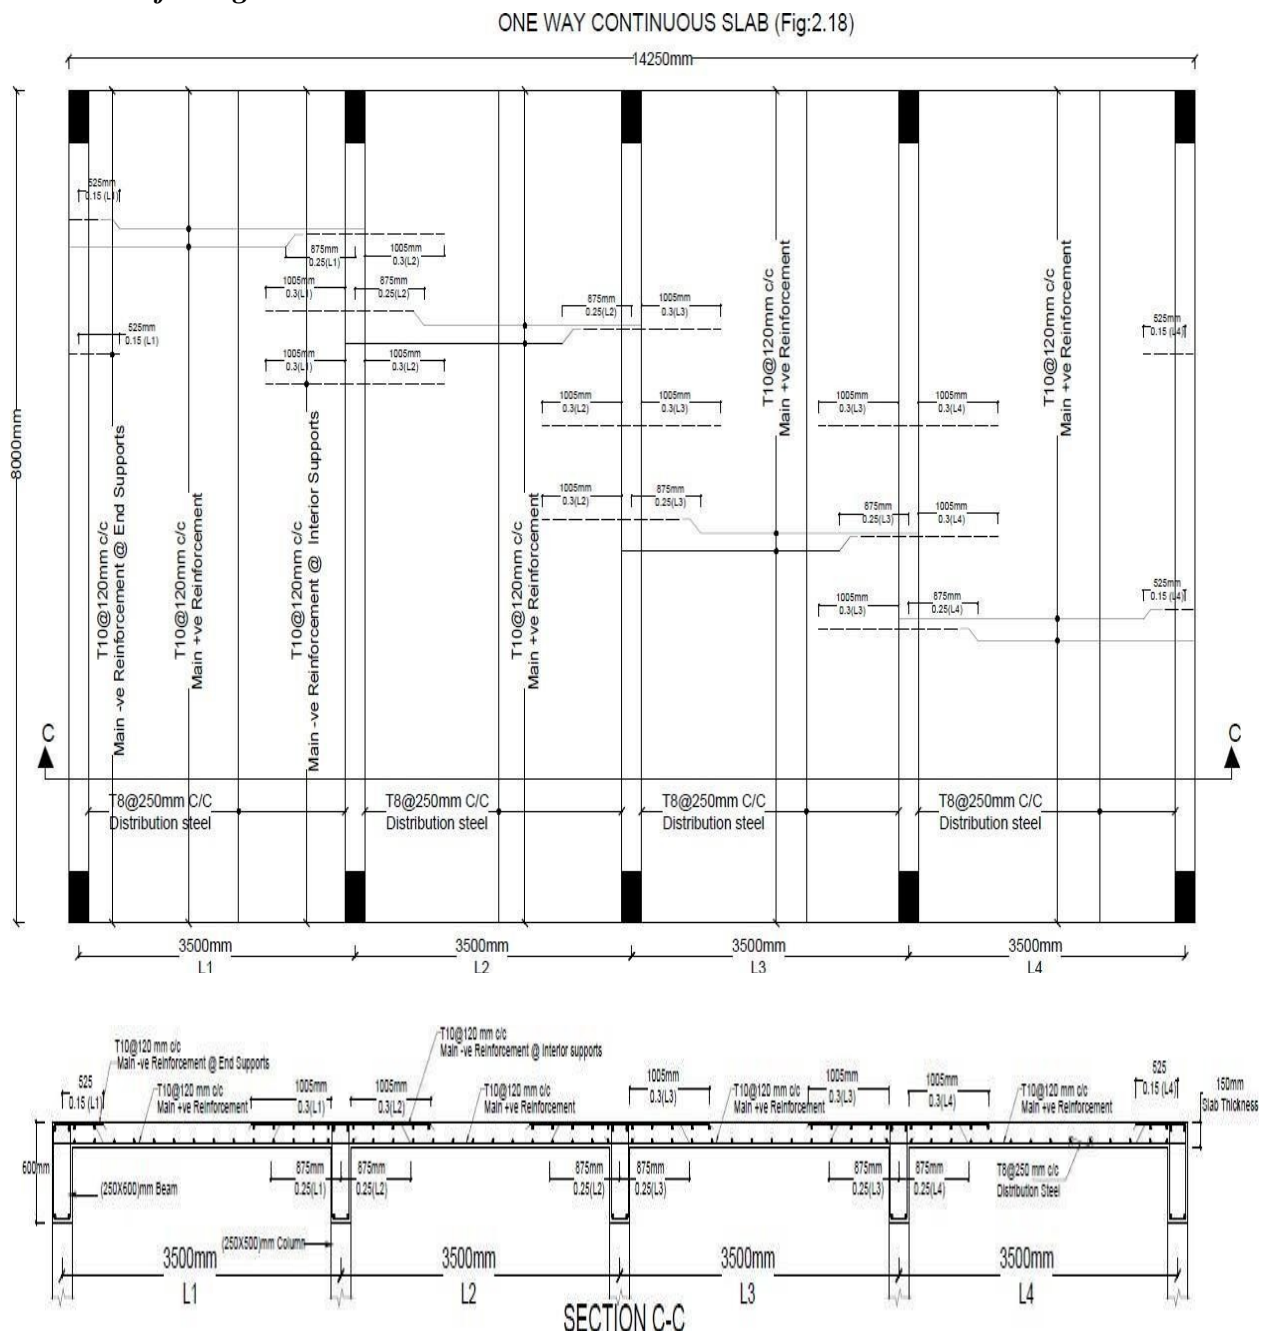 ONE WAY CONTINUOUS SLAB (Fig:2.18)
14250mm
525mm
0.15 (L1)
875mm
0.25(L1)
1005mm
0.3(L2)
1005mm
0.3(L1)
875mm
0.25(L2)
875mm
0.25(L2)
1005mm
0.3(L3)
525mm
0.15 (L1)
525mm
0.15 (L4)
1005mm
0.3(L1)
1005mm
0.3(L2)
1005mm
0.3(L2)
1005mm
0.3(L3)
1005mm
0.3(L3)
1005mm
0.3(L4)
1005mm
0.3(L2)
875mm
0.25(L3)
875mm
0.25(L3)
1005mm
0.3(L4)
1005mm
0.3(L3)
875mm
0.25(L4)
525mm
0.15 (L4)
8000mm
T10@120mm c/c
Main -ve Reinforcement @ End Supports
T10@120mm c/c
Main +ve Reinforcement
T10@120mm c/c
Main -ve Reinforcement @ Interior Supports
T10@120mm c/c
Main +ve Reinforcement
T10@120mm c/c
Main +ve Reinforcement
T10@120mm c/c
Main +ve Reinforcement
C
C
T8@250mm C/C
Distribution steel
T8@250mm C/C
Distribution steel
T8@250mm C/C
Distribution steel
T8@250mm C/C
Distribution steel
3500mm
L1
3500mm
L2
3500mm
L3
3500mm
L4
T10@120 mm c/c
Main -ve Reinforcement @ End Supports
T10@120 mm c/c
Main -ve Reinforcement @ Interior supports
525
0.15 (L1)
T10@120 mm c/c
Main +ve Reinforcement
1005mm
0.3(L1)
1005mm
0.3(L2)
T10@120 mm c/c
Main +ve Reinforcement
1005mm
0.3(L3)
T10@120 mm c/c
Main +ve Reinforcement
1005mm
0.3(L3)
1005mm
0.3(L4)
T10@120 mm c/c
Main +ve Reinforcement
525
0.15 (L4)
150mm
Slab Thickness
600mm
(250X600)mm Beam
875mm
0.25(L1)
875mm
0.25(L2)
875mm
0.25(L2)
875mm
0.25(L3)
875mm
0.25(L3)
875mm
0.25(L4)
T8@250 mm c/c
Distribution Steel
(250X500)mm Column
3500mm
L1
3500mm
L2
3500mm
L3
3500mm
L4
SECTION C-C